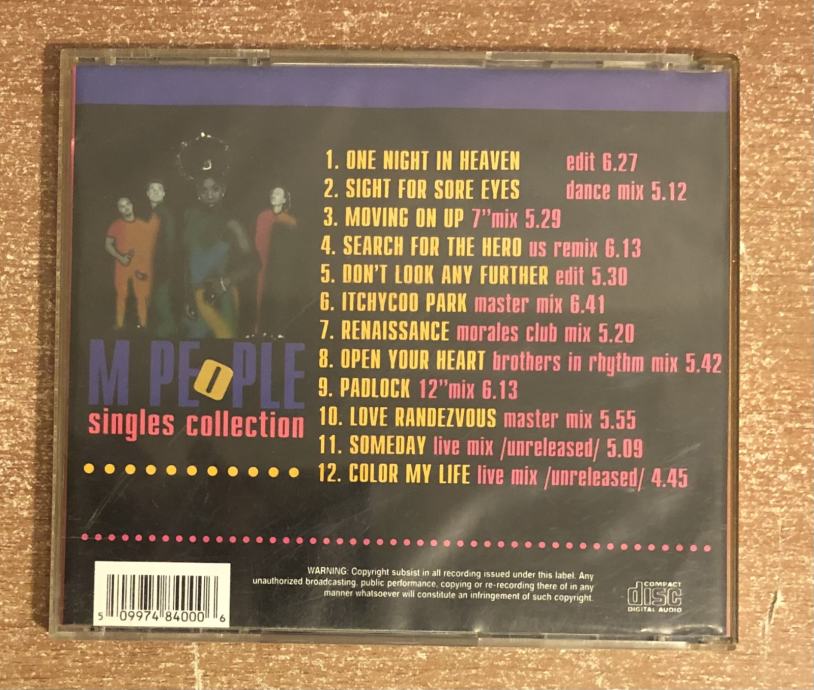 1. ONE NIGHT IN HEAVEN edit 6.27
2. SIGHT FOR SORE EYES dance mix 5.12
3. MOVING ON UP 7"mix 5.29
4. SEARCH FOR THE HERO us remix 6.13
5. DON'T LOOK ANY FURTHER edit 5.30
6. ITCHYCOO PARK master mix 6.41
7. RENAISSANCE morales club mix 5.20
8. OPEN YOUR HEART brothers in rhythm mix 5.42
9. PADLOCK 12"mix 6.13
10. LOVE RANDEZVOUS master mix 5.55
11. SOMEDAY live mix /unreleased/ 5.09
12. COLOR MY LIFE live mix /unreleased/ 4.45
M PEOPLE
singles collection
WARNING: Copyright subsist in all recording issued under this label. Any
unauthorized broadcasting. public performance. copying or re-recording there of in any
manner whatsoever will constitute an infringement of such copyright.
5 09974 84000 6
COMPACT
disc
DIGITAL AUDIO